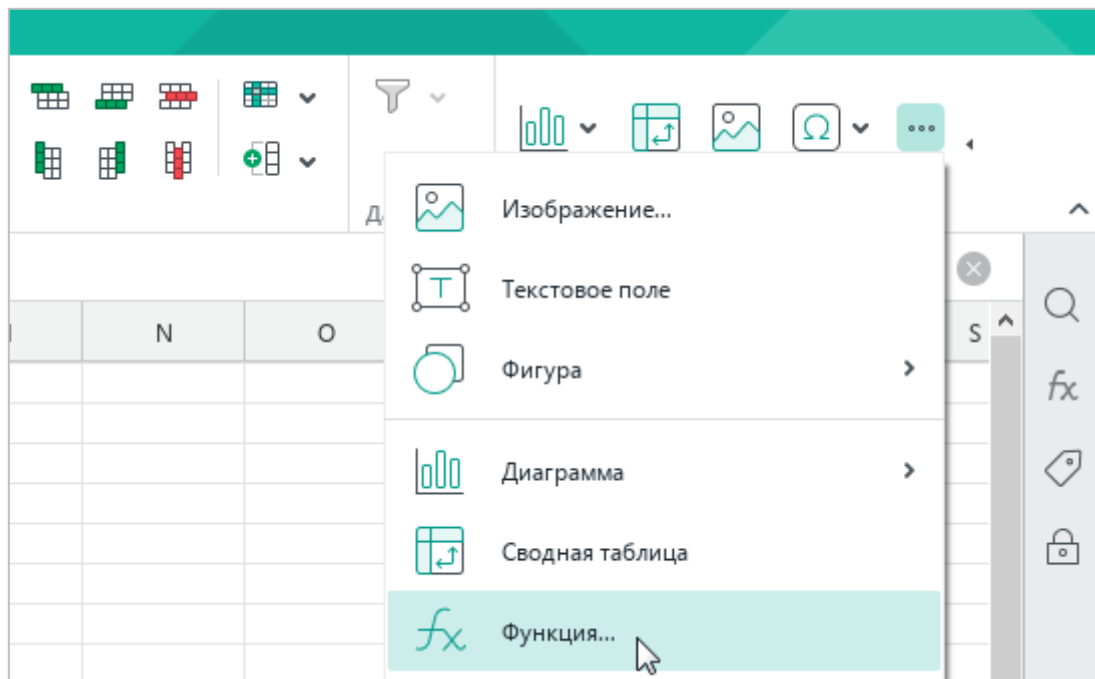 Изображение...
Текстовое поле
N
O
S
Фигура
Диаграмма
Сводная таблица
Функция...